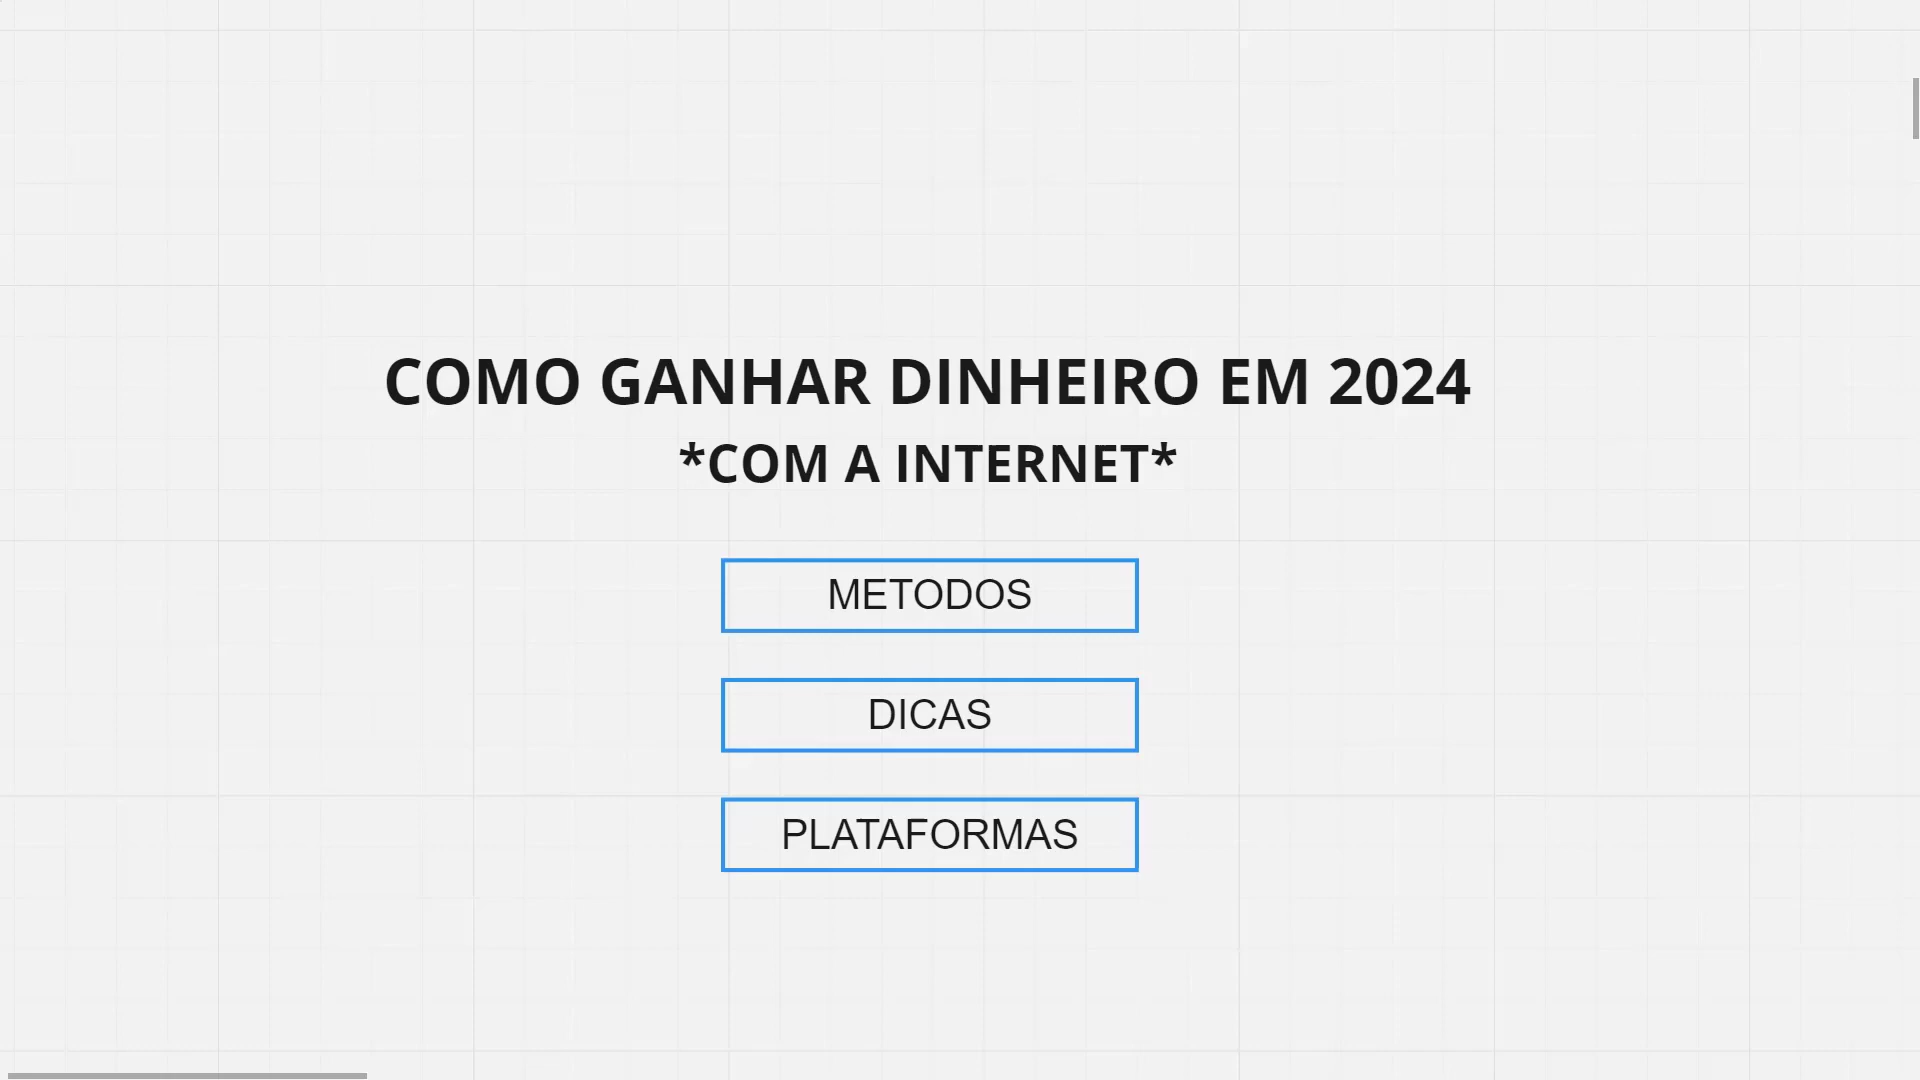 COMO GANHAR DINHEIRO EM 2024
*COM A INTERNET*
METODOS
DICAS
PLATAFORMAS